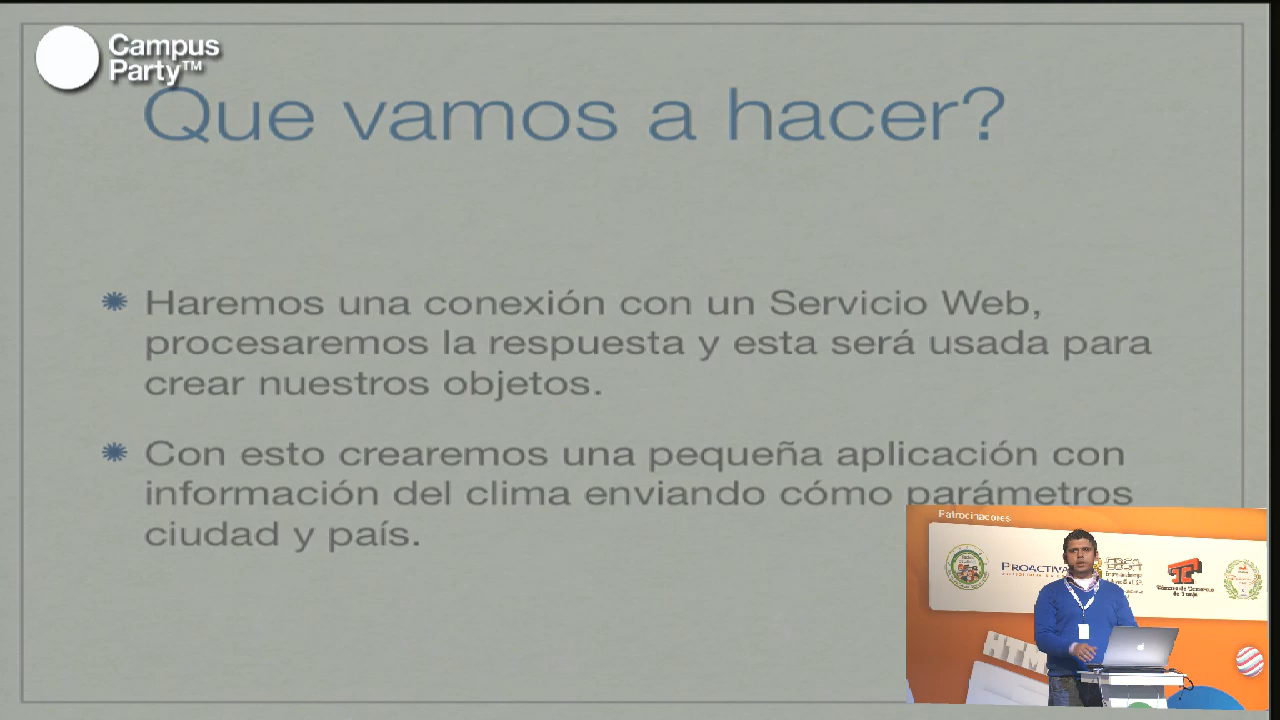 Campus
Party™
Que vamos a hacer?
Haremos una conexión con un Servicio Web,
procesaremos la respuesta y esta será usada para
crear nuestros objetos.
Con esto crearemos una pequeña aplicación con
información del clima enviando cómo parámetros
ciudad y país.
Patrocinadores
PROACTIVA
EBSA
HTM